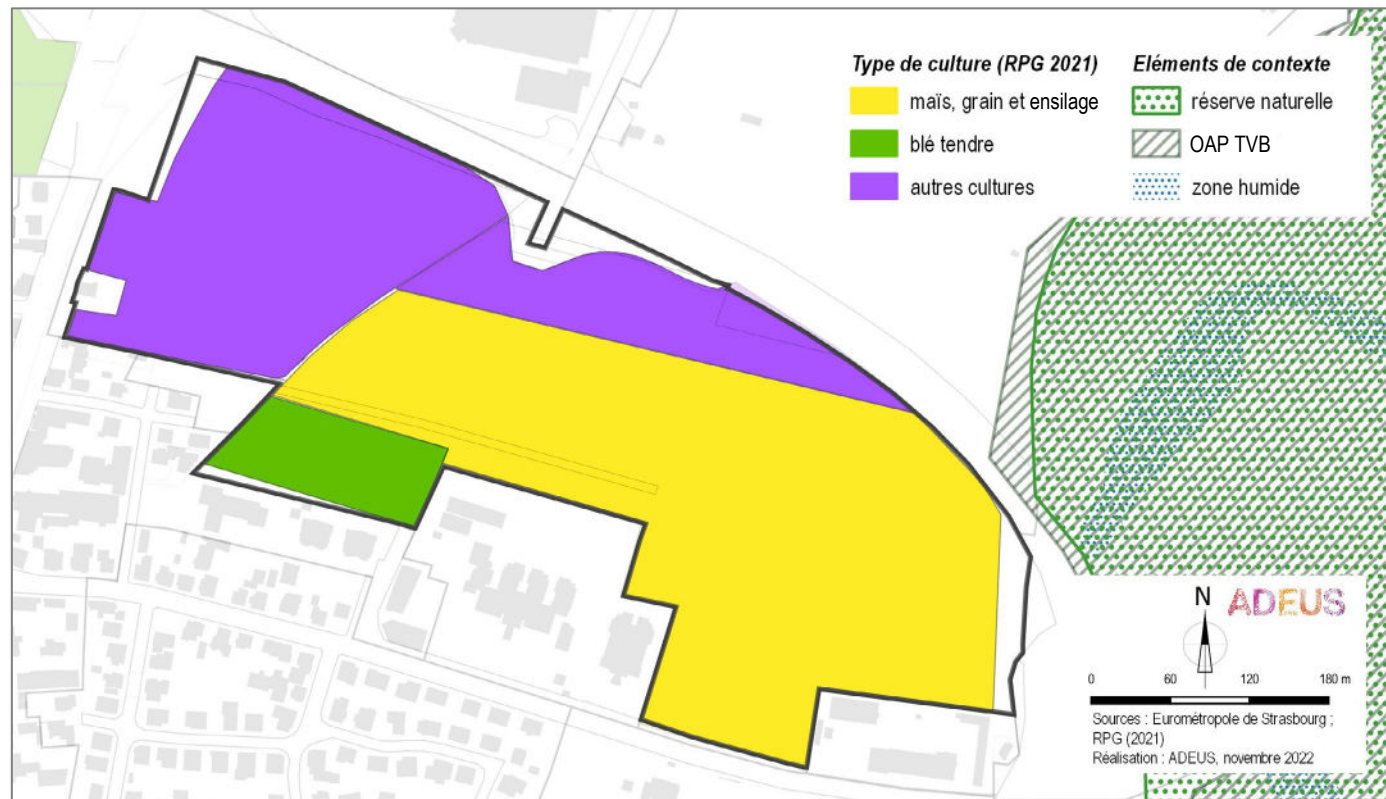 Type de culture (RPG 2021)
maïs, grain et ensilage
blé tendre
autres cultures
Eléments de contexte
réserve naturelle
OAP TVB
zone humide
N
ADEUS
0 60 120 180 m
Sources : Eurométropole de Strasbourg ;
RPG (2021)
Réalisation : ADEUS, novembre 2022